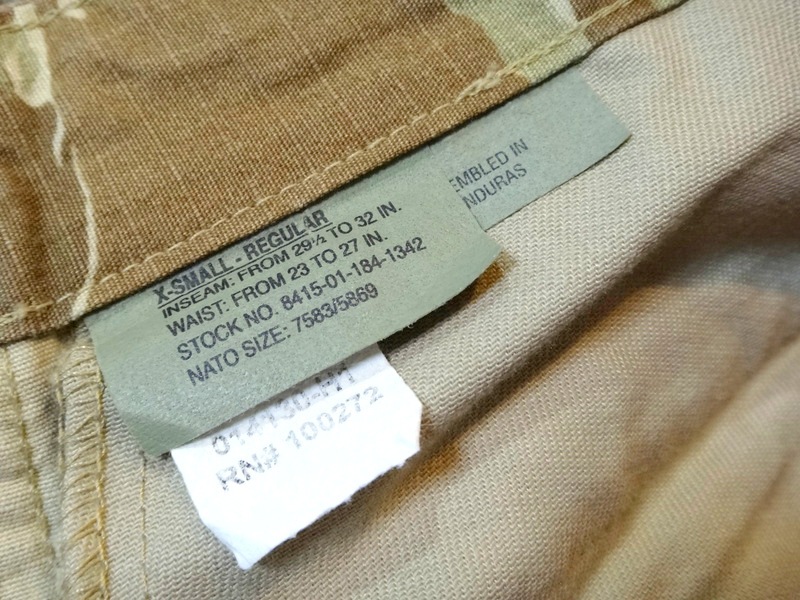 X-SMALL - REGULAR
INSEAM: FROM 29½ TO 32 IN.
WAIST: FROM 23 TO 27 IN.
STOCK NO. 8415-01-184-1342
NATO SIZE: 7583/5869
EMBLED IN
NDURAS
RN# 100272